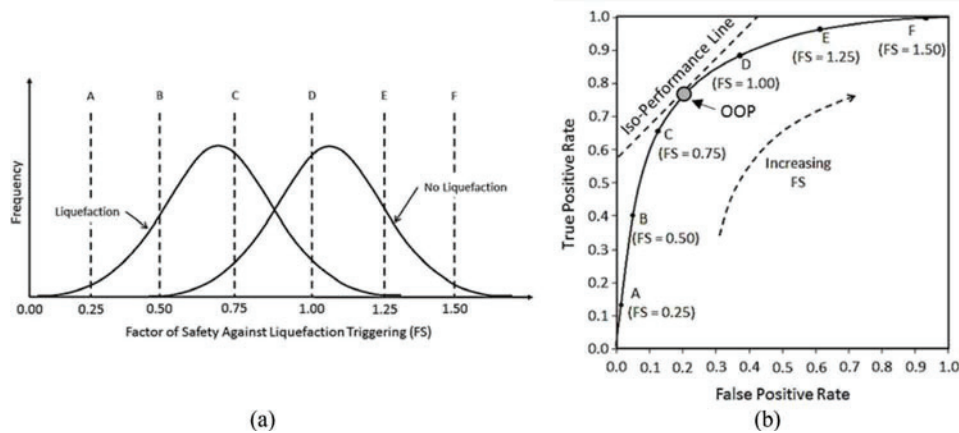 A B C D E F
Frequency
Liquefaction
No Liquefaction
0.00 0.25 0.50 0.75 1.00 1.25 1.50
Factor of Safety Against Liquefaction Triggering (FS)
(a)
1.0
0.9
0.8
0.7
0.6
0.5
0.4
0.3
0.2
0.1
0.0
True Positive Rate
Iso-Performance Line
F
(FS = 1.50)
E
(FS = 1.25)
D
(FS = 1.00)
OOP
C
(FS = 0.75)
Increasing
FS
B
(FS = 0.50)
A
(FS = 0.25)
0.0 0.1 0.2 0.3 0.4 0.5 0.6 0.7 0.8 0.9 1.0
False Positive Rate
(b)